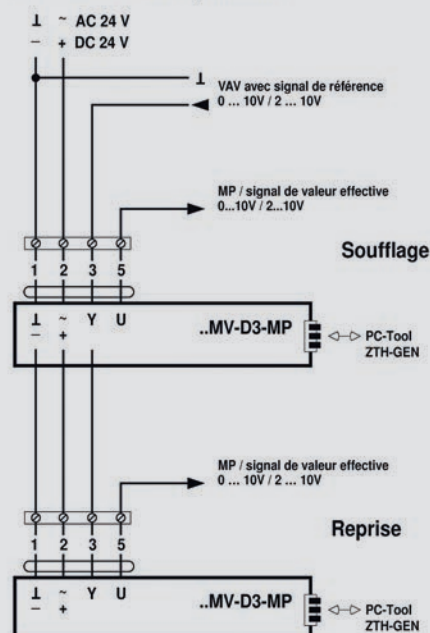 ⊥ ~ AC 24 V
– + DC 24 V
⊥ VAV avec signal de référence
0 ... 10V / 2 ... 10V
MP / signal de valeur effective
0...10V / 2...10V
Soufflage
1 2 3 5
⊥ ~ Y U
– +
..MV-D3-MP
PC-Tool
ZTH-GEN
MP / signal de valeur effective
0 ... 10V / 2 ... 10V
Reprise
1 2 3 5
⊥ ~ Y U
– +
..MV-D3-MP
PC-Tool
ZTH-GEN